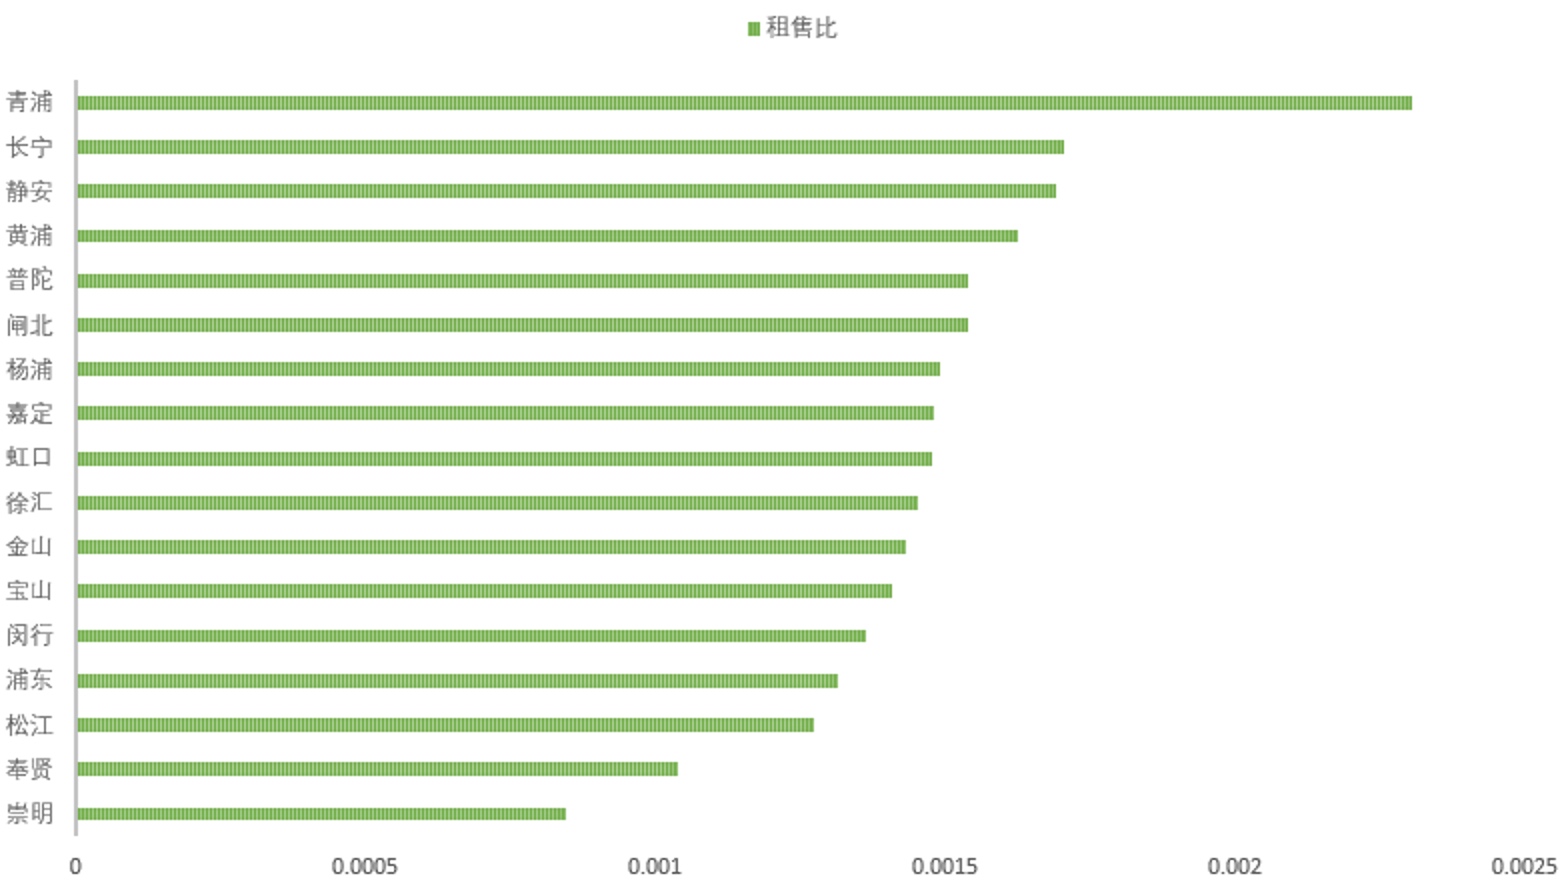 租售比
青浦
长宁
静安
黄浦
普陀
闸北
杨浦
嘉定
虹口
徐汇
金山
宝山
闵行
浦东
松江
奉贤
崇明
0 0.0005 0.001 0.0015 0.002 0.0025